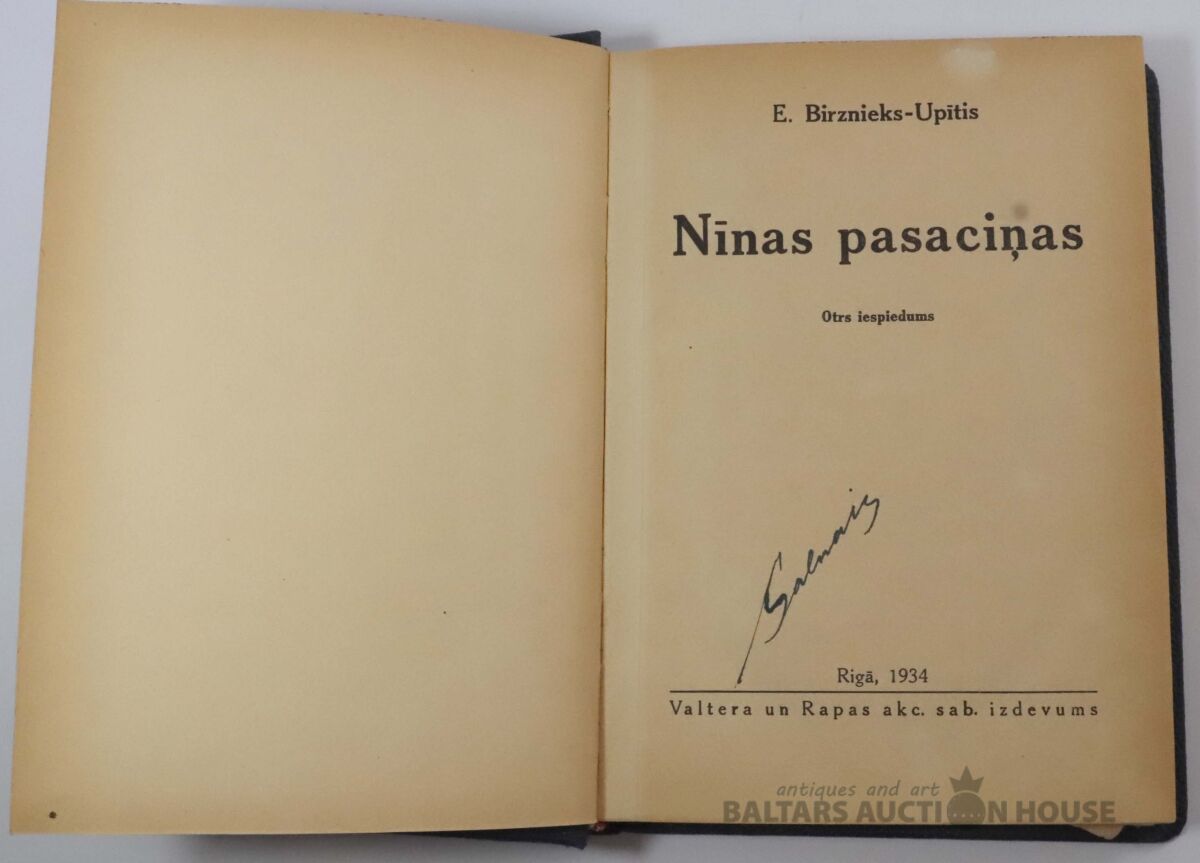 E. Birznieks-Upītis
Nīnas pasaciņas
Otrs iespiedums
Rigā, 1934
Valtera un Rapas akc. sab. izdevums
antiques and art
BALTARS AUCTION HOUSE